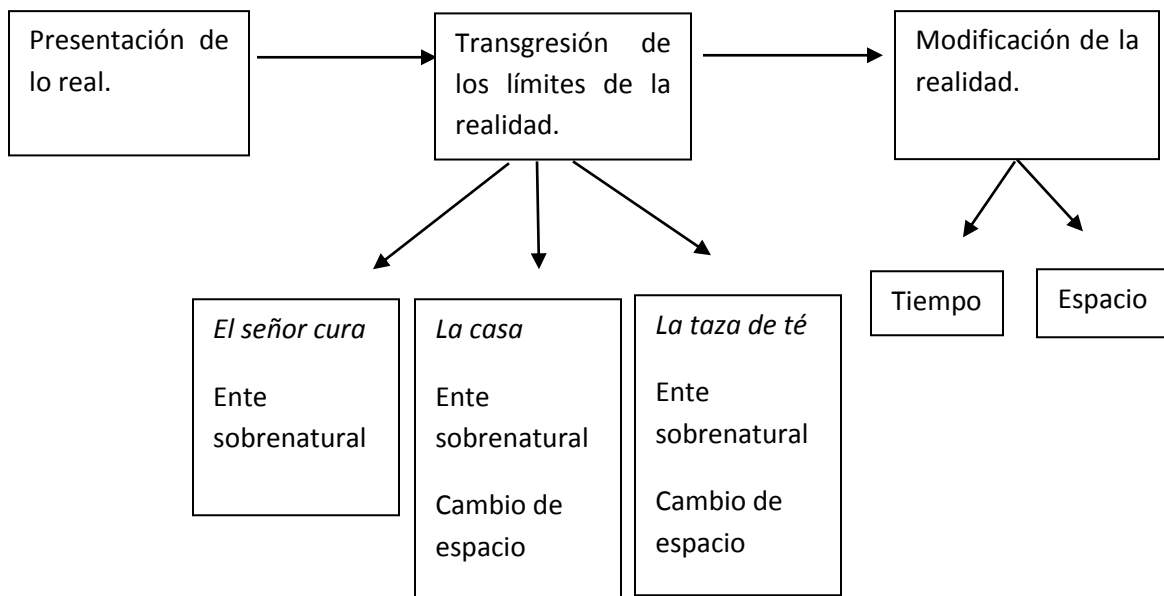 Presentación de
lo real.
Transgresión de
los límites de la
realidad.
Modificación de la
realidad.
El señor cura
Ente
sobrenatural
La casa
Ente
sobrenatural
Cambio de
espacio
La taza de té
Ente
sobrenatural
Cambio de
espacio
Tiempo
Espacio